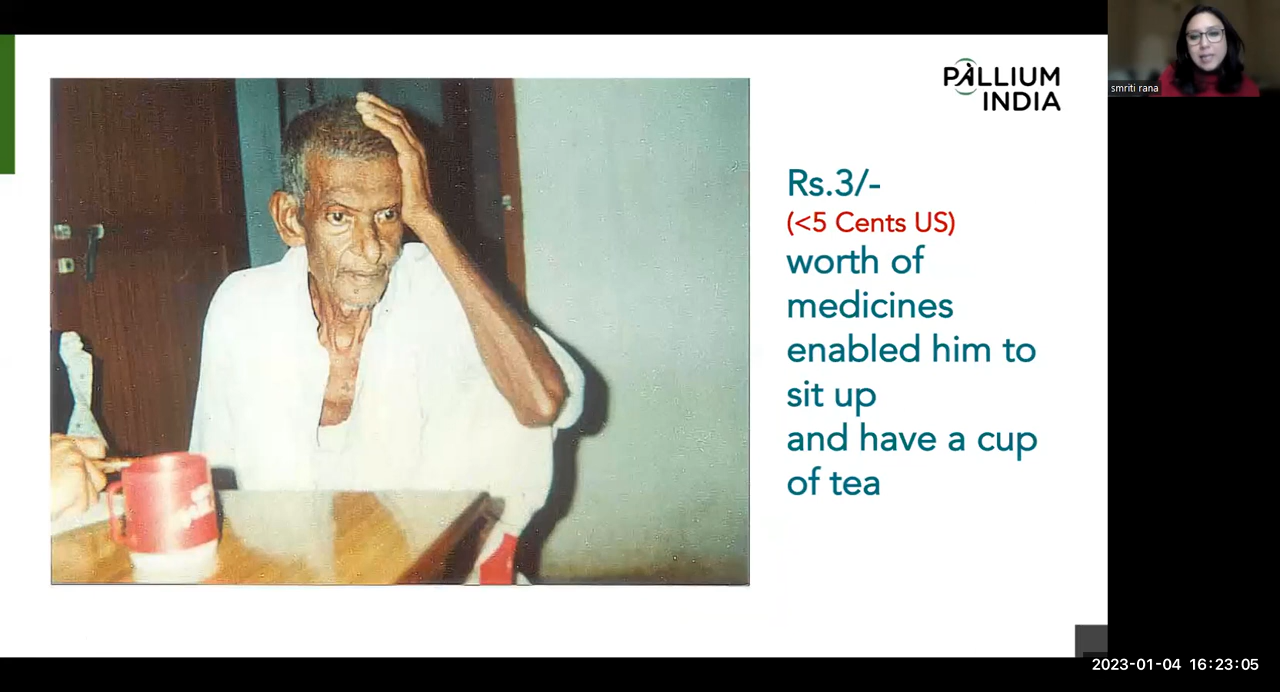 PALLIUM
INDIA
smriti rana
Rs.3/-
(<5 Cents US)
worth of
medicines
enabled him to
sit up
and have a cup
of tea
2023-01-04 16:23:05